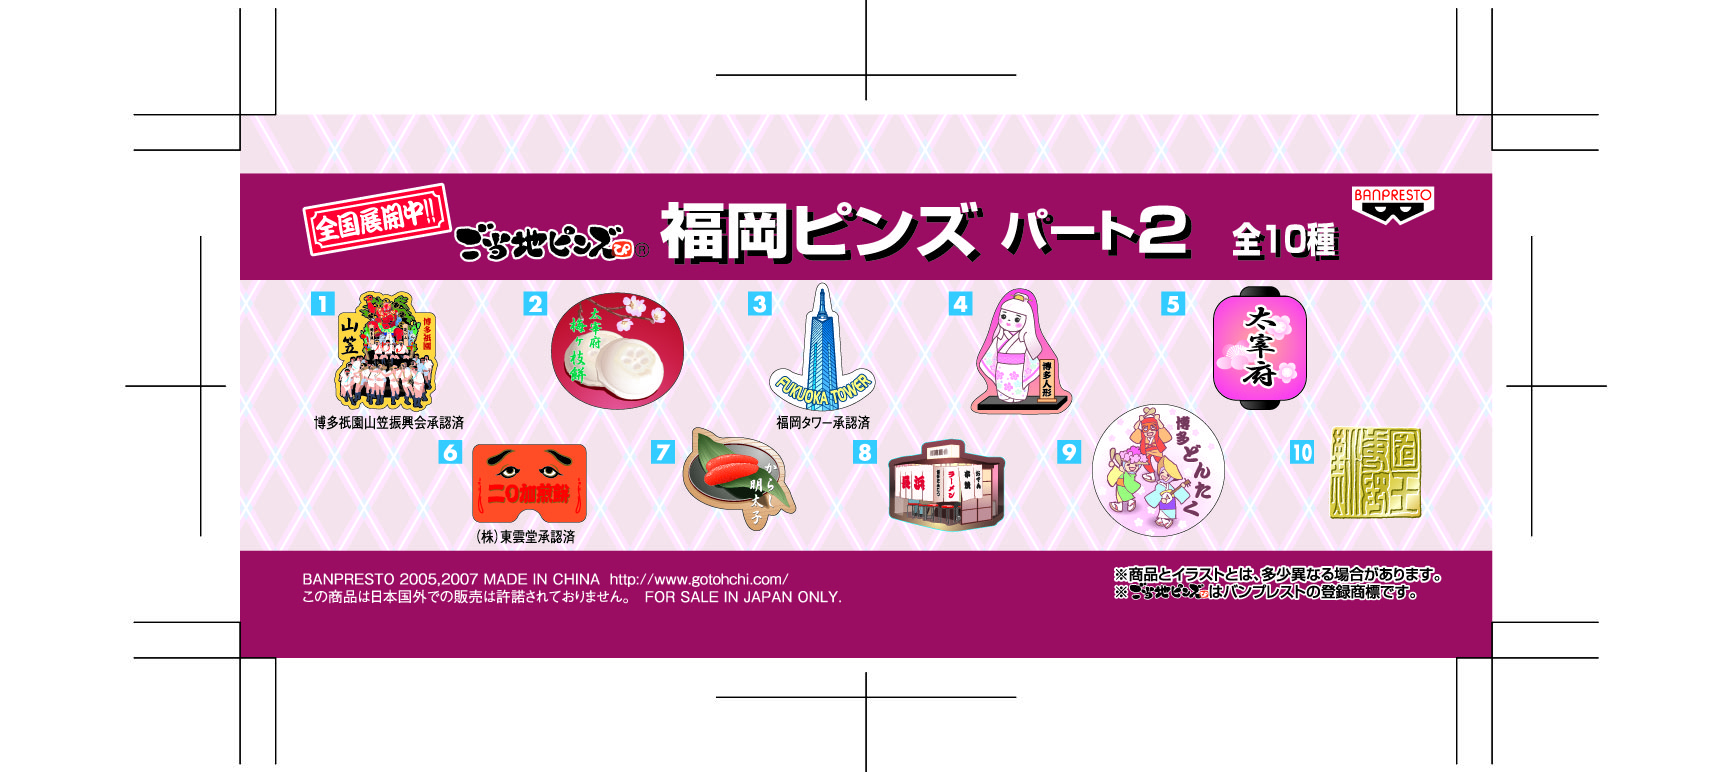 全国展開中!!
ご当地ピンズ®
福岡ピンズ パート2 全10種
BANPRESTO
1
山笠
博多祇園
博多祇園山笠振興会承認済
2
太宰府
梅ヶ枝餅
3
FUKUOKA TOWER
福岡タワー承認済
4
博多人形
5
太宰府
6
二〇加煎餅
(株)東雲堂承認済
7
からし
明太子
8
長浜
ラーメン
おでん
9
博多
どんたく
10
BANPRESTO 2005,2007 MADE IN CHINA http://www.gotohchi.com/
この商品は日本国外での販売は許諾されておりません。 FOR SALE IN JAPAN ONLY.
※商品とイラストとは、多少異なる場合があります。
※ご当地ピンズはバンプレストの登録商標です。